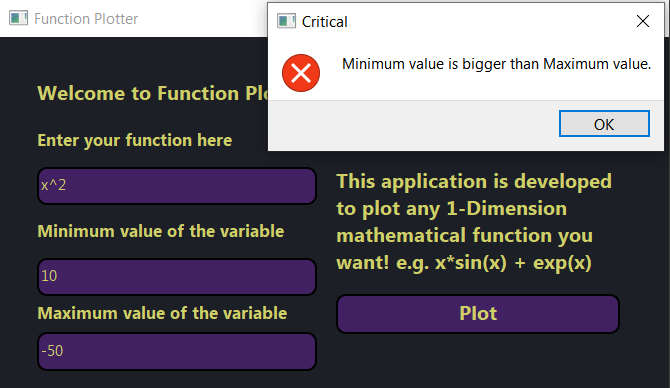 Function Plotter
Critical
Minimum value is bigger than Maximum value.
OK
Welcome to Function Plo
Enter your function here
x^2
Minimum value of the variable
10
Maximum value of the variable
-50
This application is developed
to plot any 1-Dimension
mathematical function you
want! e.g. x*sin(x) + exp(x)
Plot